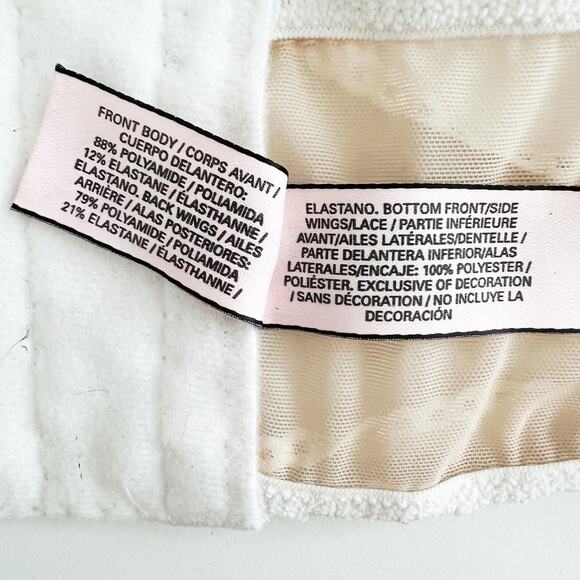 FRONT BODY / CORPS AVANT /
CUERPO DELANTERO:
88% POLYAMIDE / POLIAMIDA
12% ELASTANE / ÉLASTHANNE /
ELASTANO. BACK WINGS / AILES
ARRIÈRE / ALAS POSTERIORES:
79% POLYAMIDE / POLIAMIDA
21% ELASTANE / ÉLASTHANNE /
ELASTANO. BOTTOM FRONT/SIDE
WINGS/LACE / PARTIE INFÉRIEURE
AVANT/AILES LATÉRALES/DENTELLE /
PARTE DELANTERA INFERIOR/ALAS
LATERALES/ENCAJE: 100% POLYESTER /
POLIÉSTER. EXCLUSIVE OF DECORATION
/ SANS DÉCORATION / NO INCLUYE LA
DECORACIÓN